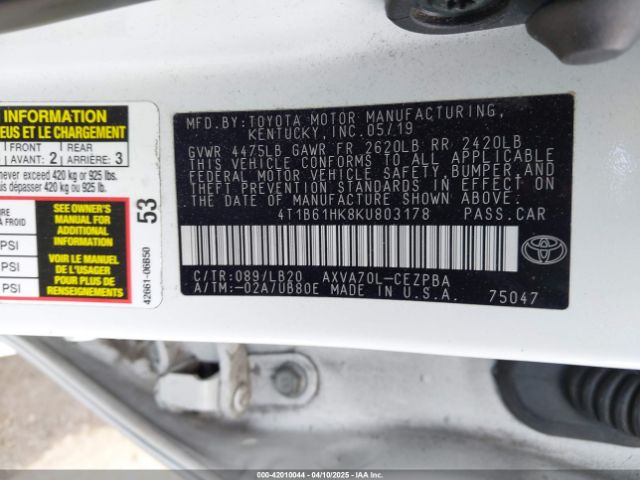 INFORMATION
EUS ET LE CHARGEMENT
FRONT REAR
AVANT: 2 ARRIÈRE: 3
never exceed 420 kg or 925 lbs.
dépasser 420 kg ou 925 lb.
A FROID
PSI
PSI
SEE OWNER'S
MANUAL FOR
ADDITIONAL
INFORMATION
VOIR LE MANUEL
DE L'USAGER
POUR PLUS DE
RENSEIGNEMENTS
53
42661-06B50
MFD.BY: TOYOTA MOTOR MANUFACTURING,
KENTUCKY, INC. 05/19
GVWR 4475LB GAWR FR 2620LB RR 2420LB
THIS VEHICLE CONFORMS TO ALL APPLICABLE
FEDERAL MOTOR VEHICLE SAFETY, BUMPER, AND
THEFT PREVENTION STANDARDS IN EFFECT ON
THE DATE OF MANUFACTURE SHOWN ABOVE.
4T1B61HK8KU803178 PASS.CAR
C/TR:089/LB20 AXVA70L-CEZPBA
A/TM:-02A/UB80E MADE IN U.S.A. 75047
TOYOTA
000-42010044 - 04/10/2025 - IAAI.COM